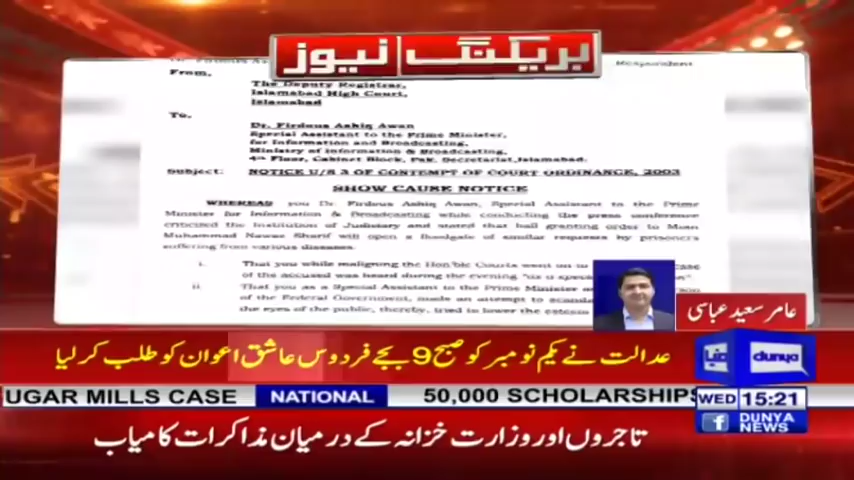 بریکنگ نیوز
Respondent
From,
The Deputy Registrar,
Islamabad High Court,
Islamabad
To,
Dr. Firdous Ashiq Awan
Special Assistant to the Prime Minister,
for Information and Broadcasting,
Ministry of Information & Broadcasting,
4th Floor, Cabinet Block, Pak. Secretariat, Islamabad.
Subject: NOTICE U/S 3 OF CONTEMPT OF COURT ORDINANCE, 2003
SHOW CAUSE NOTICE
WHEREAS you Dr. Firdous Ashiq Awan, Special Assistant to the Prime
Minister for Information & Broadcasting while conducting the press conference
criticized the Institution of Judiciary and stated that bail granting order to Mian
Muhammad Nawaz Sharif will open a floodgate of similar requests by prisoners
suffering from various diseases.
i. That you while maligning the Hon'ble Courts went on to case
of the accused was heard during the evening
ii. That you as a Special Assistant to the Prime Minister person
of the Federal Government, made an attempt to
the eyes of the public, thereby, tried to lower the
عامر سعید عباسی
عدالت نے یکم نومبر کو صبح 9 بجے فردوس عاشق اعوان کو طلب کر لیا
دنیا dunya
UGAR MILLS CASE NATIONAL 50,000 SCHOLARSHIPS
WED 15:21
f DUNYA NEWS
تاجروں اور وزارت خزانہ کے درمیان مذاکرات کامیاب